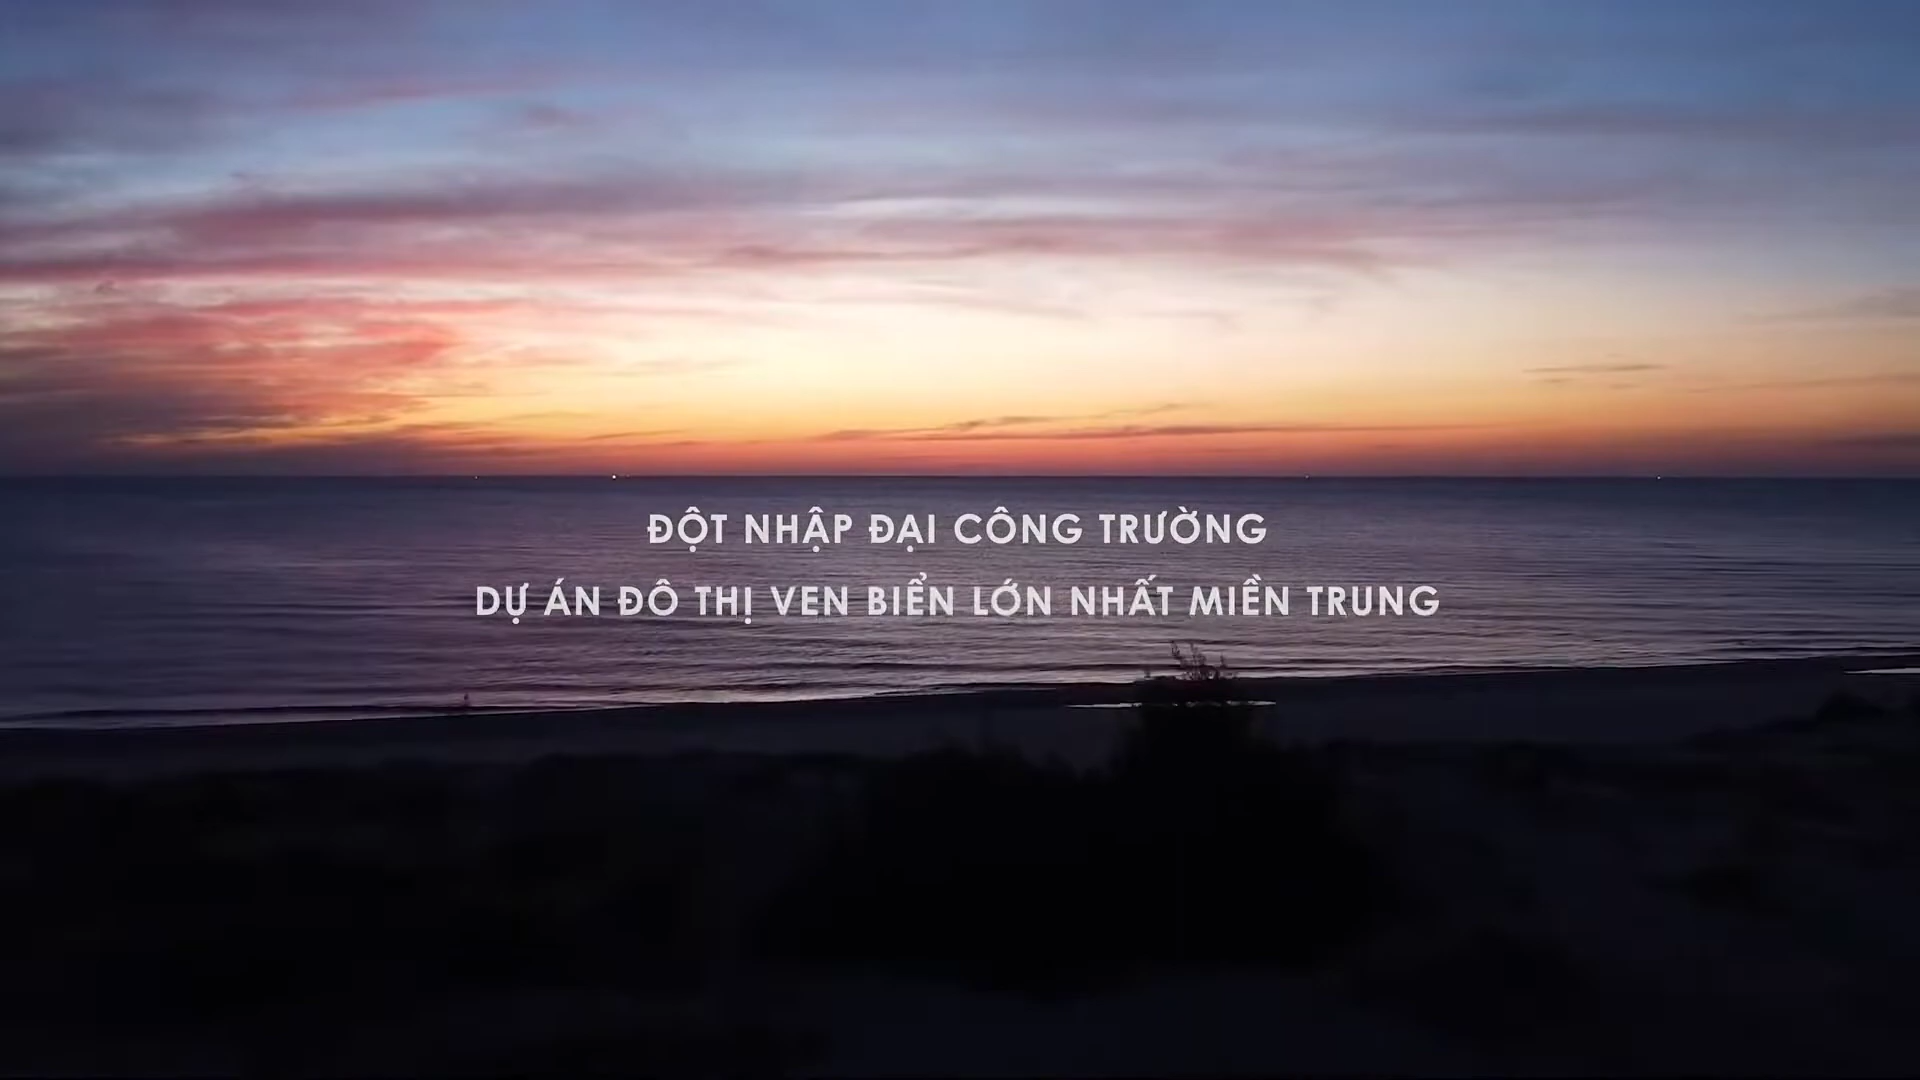 ĐỘT NHẬP ĐẠI CÔNG TRƯỜNG
DỰ ÁN ĐÔ THỊ VEN BIỂN LỚN NHẤT MIỀN TRUNG